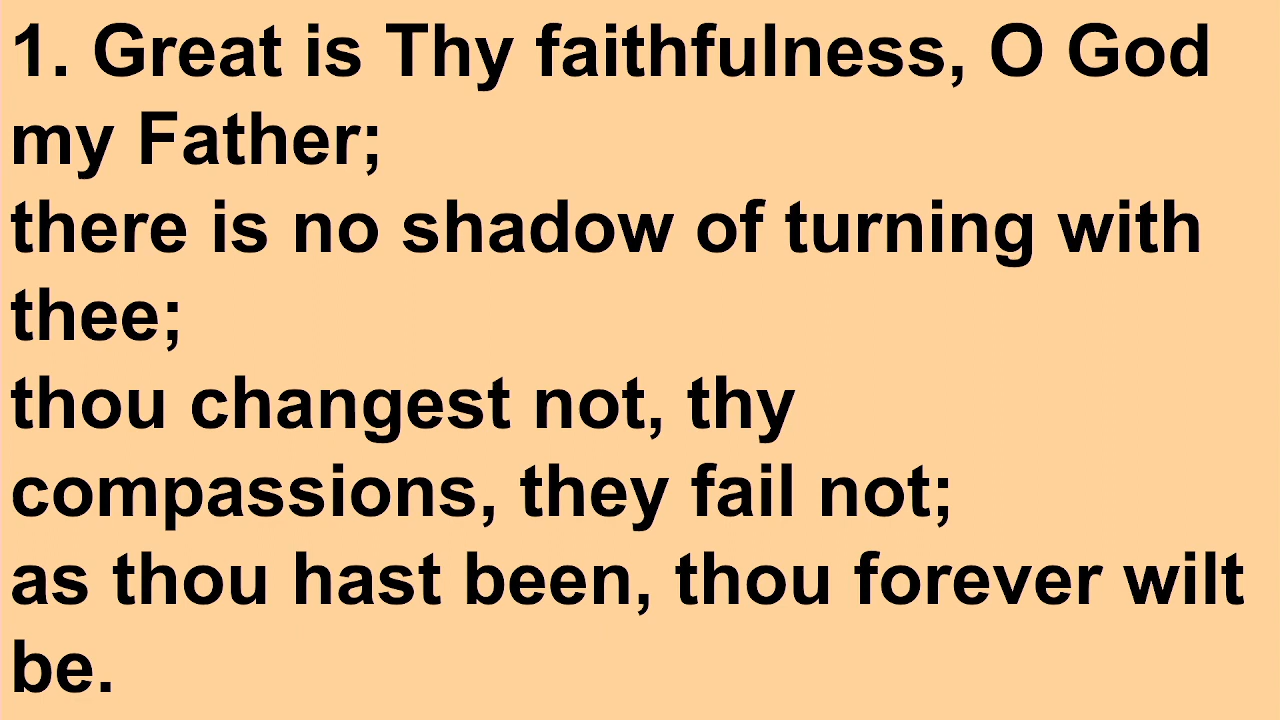 1. Great is Thy faithfulness, O God
my Father;
there is no shadow of turning with
thee;
thou changest not, thy
compassions, they fail not;
as thou hast been, thou forever wilt
be.